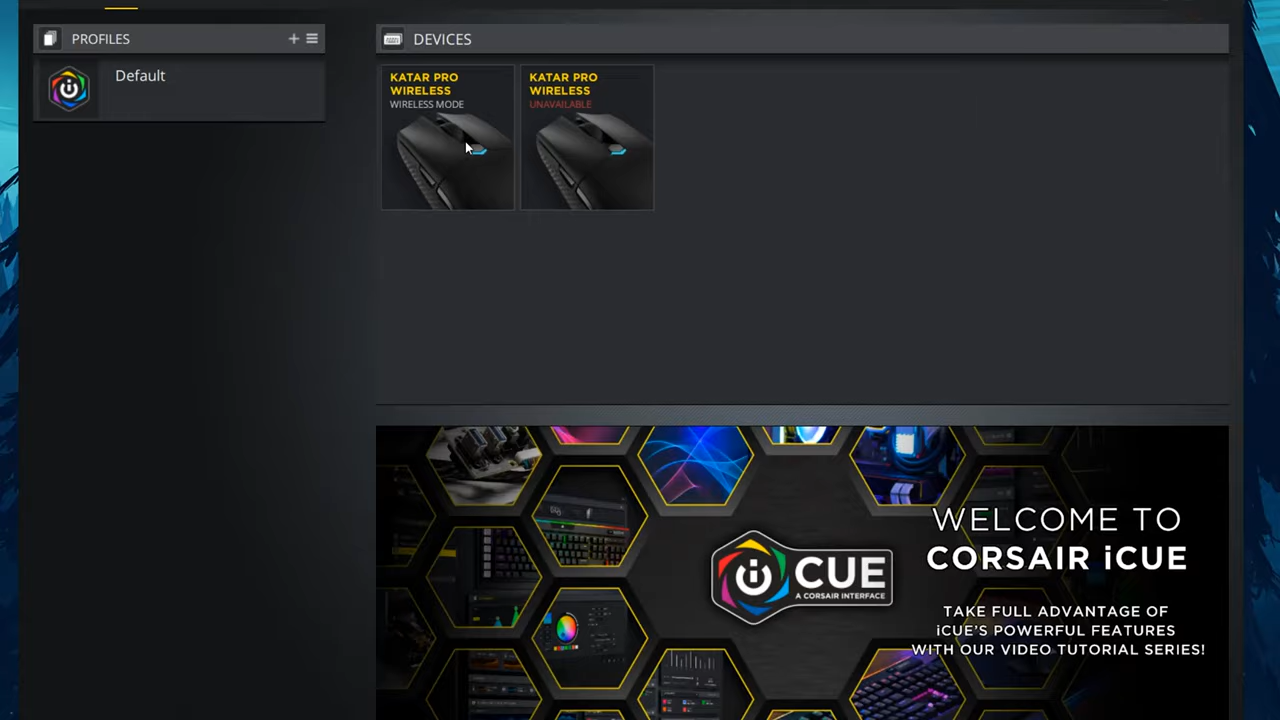 PROFILES
Default
DEVICES
KATAR PRO
WIRELESS
WIRELESS MODE
KATAR PRO
WIRELESS
UNAVAILABLE
CUE
A CORSAIR INTERFACE
WELCOME TO
CORSAIR iCUE
TAKE FULL ADVANTAGE OF
iCUE'S POWERFUL FEATURES
WITH OUR VIDEO TUTORIAL SERIES!